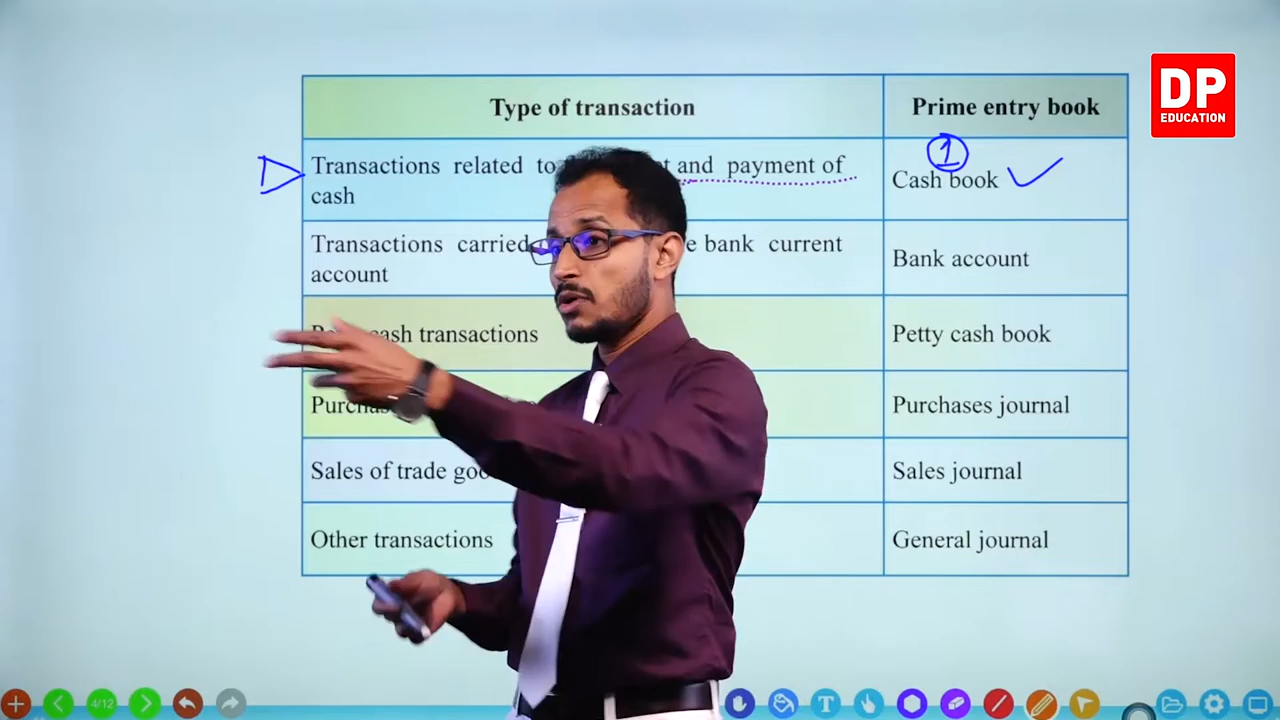 DP
EDUCATION
Type of transaction
Prime entry book
Transactions related to and payment of
cash
1
Cash book
Transactions carried bank current
account
Bank account
cash transactions
Petty cash book
Purchases journal
Sales of trade
Sales journal
Other transactions
General journal
4/12
T